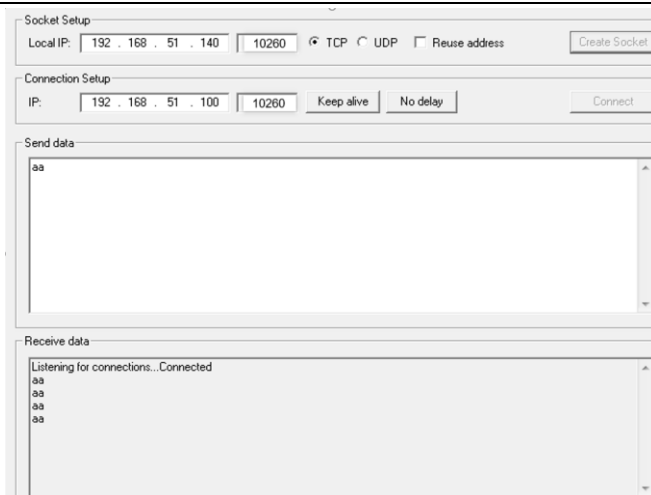 Socket Setup
Local IP: 192 . 168 . 51 . 140 10260 TCP UDP Reuse address Create Socket
Connection Setup
IP: 192 . 168 . 51 . 100 10260 Keep alive No delay Connect
Send data
aa
Receive data
Listening for connections...Connected
aa
aa
aa
aa